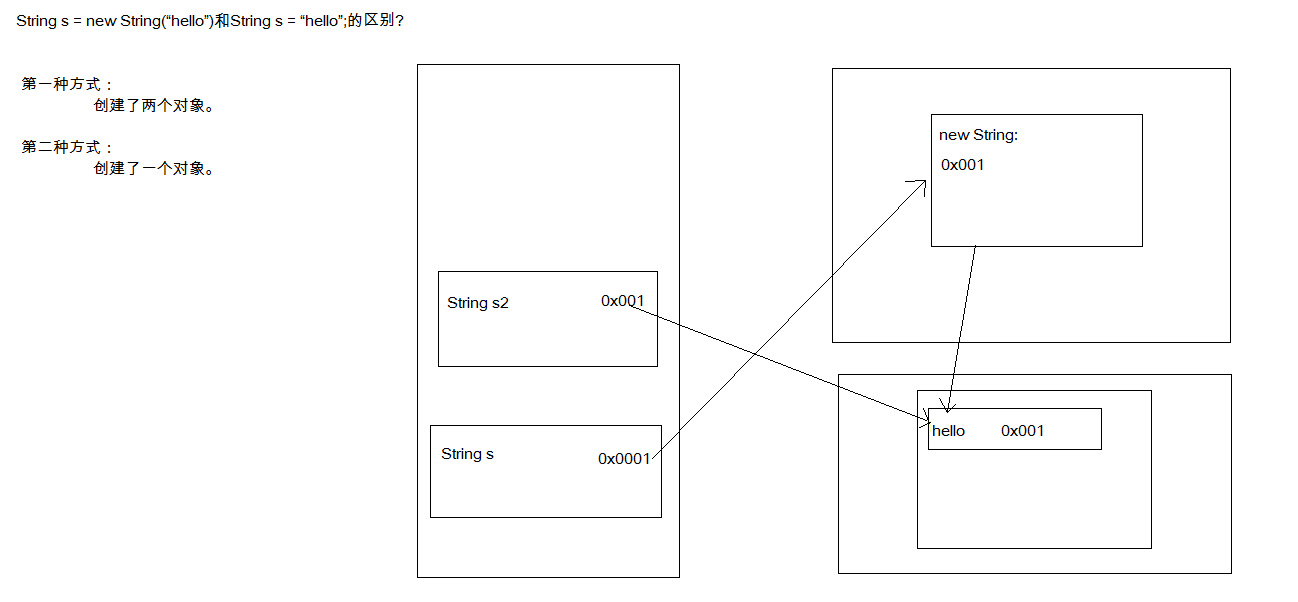 String s = new String(“hello”)和String s = “hello”;的区别?
第一种方式：
创建了两个对象。
第二种方式：
创建了一个对象。
String s2 0x001
String s 0x0001
new String:
0x001
hello 0x001